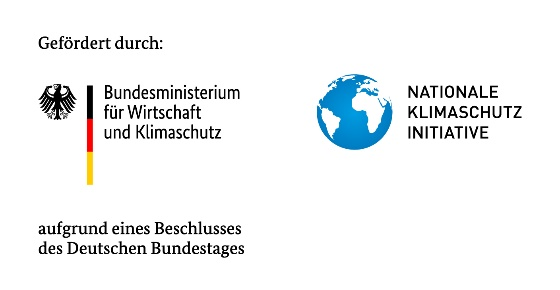 Gefördert durch:
Bundesministerium
für Wirtschaft
und Klimaschutz
NATIONALE
KLIMASCHUTZ
INITIATIVE
aufgrund eines Beschlusses
des Deutschen Bundestages